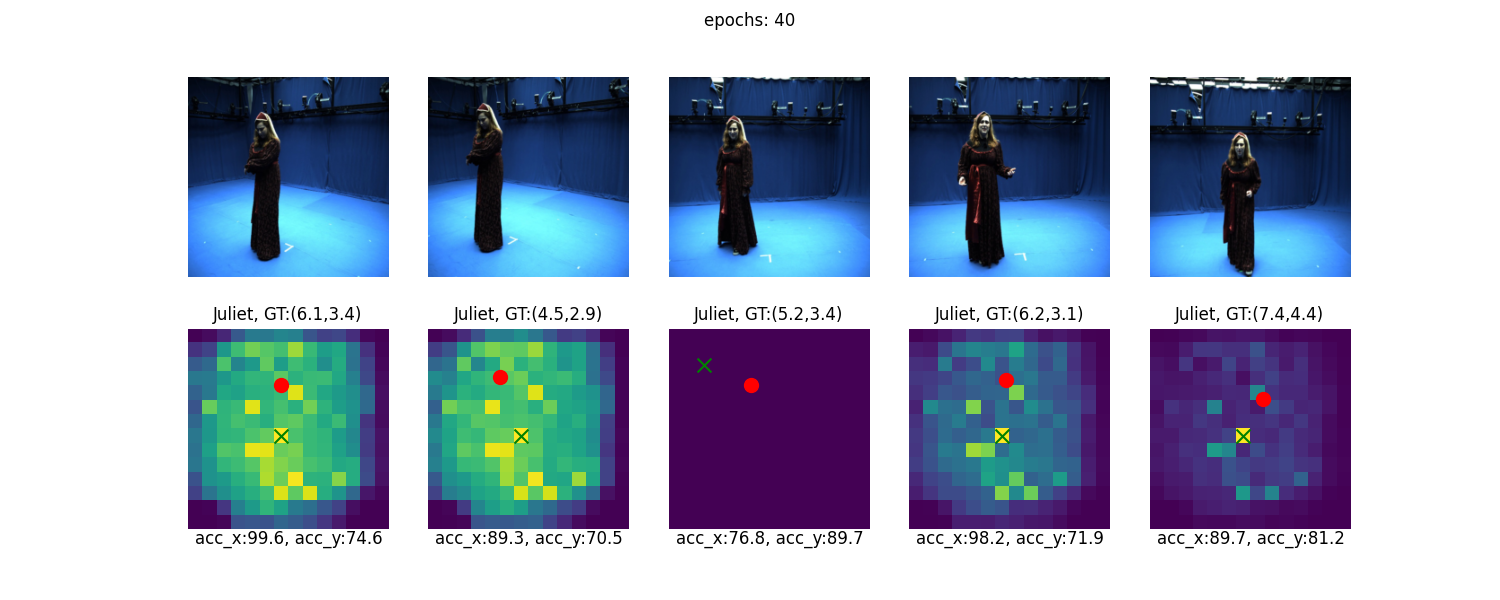 epochs: 40
Juliet, GT:(6.1,3.4)
Juliet, GT:(4.5,2.9)
Juliet, GT:(5.2,3.4)
Juliet, GT:(6.2,3.1)
Juliet, GT:(7.4,4.4)
acc_x:99.6, acc_y:74.6
acc_x:89.3, acc_y:70.5
acc_x:76.8, acc_y:89.7
acc_x:98.2, acc_y:71.9
acc_x:89.7, acc_y:81.2